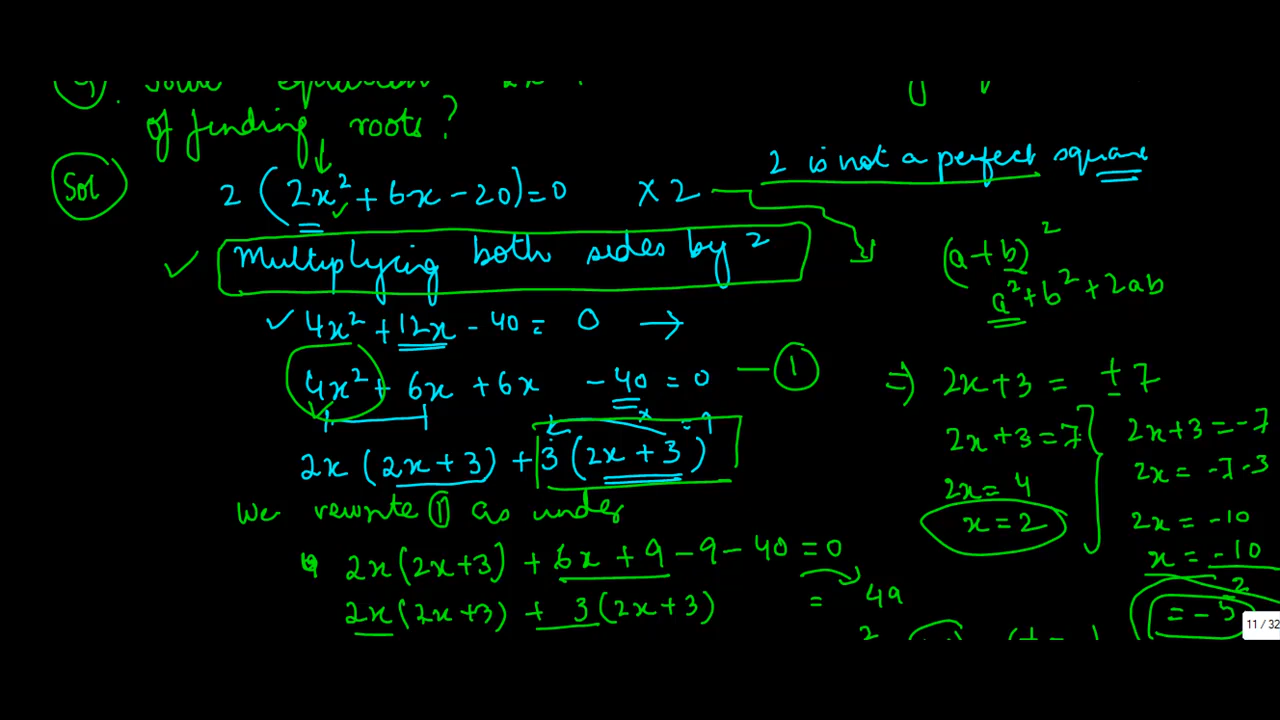 of finding roots?
Sol
2 (2x² + 6x - 20) = 0 × 2
2 is not a perfect square
Multiplying both sides by 2
(a + b)²
a² + b² + 2ab
4x² + 12x - 40 = 0 →
4x² + 6x + 6x - 40 = 0 — ①
2x (2x + 3) + 3 (2x + 3)
We rewrite ① as under
2x (2x+3) + 6x + 9 - 9 - 40 = 0
2x (2x+3) + 3 (2x+3) = 49
⇒ 2x + 3 = ± 7
2x + 3 = 7
2x = 4
x = 2
2x + 3 = -7
2x = -7 -3
2x = -10
x = -10
2
= -5
11 / 32